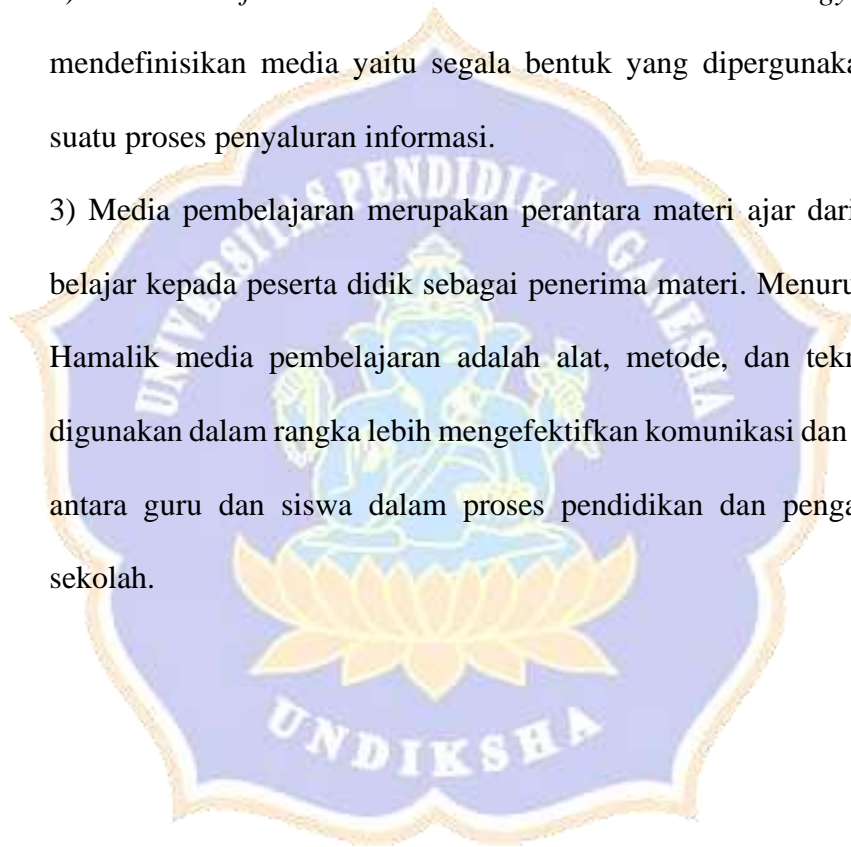 mendefinisikan media yaitu segala bentuk yang dipergunaka
suatu proses penyaluran informasi.
3) Media pembelajaran merupakan perantara materi ajar dari
belajar kepada peserta didik sebagai penerima materi. Menuru
Hamalik media pembelajaran adalah alat, metode, dan tekn
digunakan dalam rangka lebih mengefektifkan komunikasi dan
antara guru dan siswa dalam proses pendidikan dan penga
sekolah.
UNIVERSITAS PENDIDIKAN GANESHA
UNDIKSHA